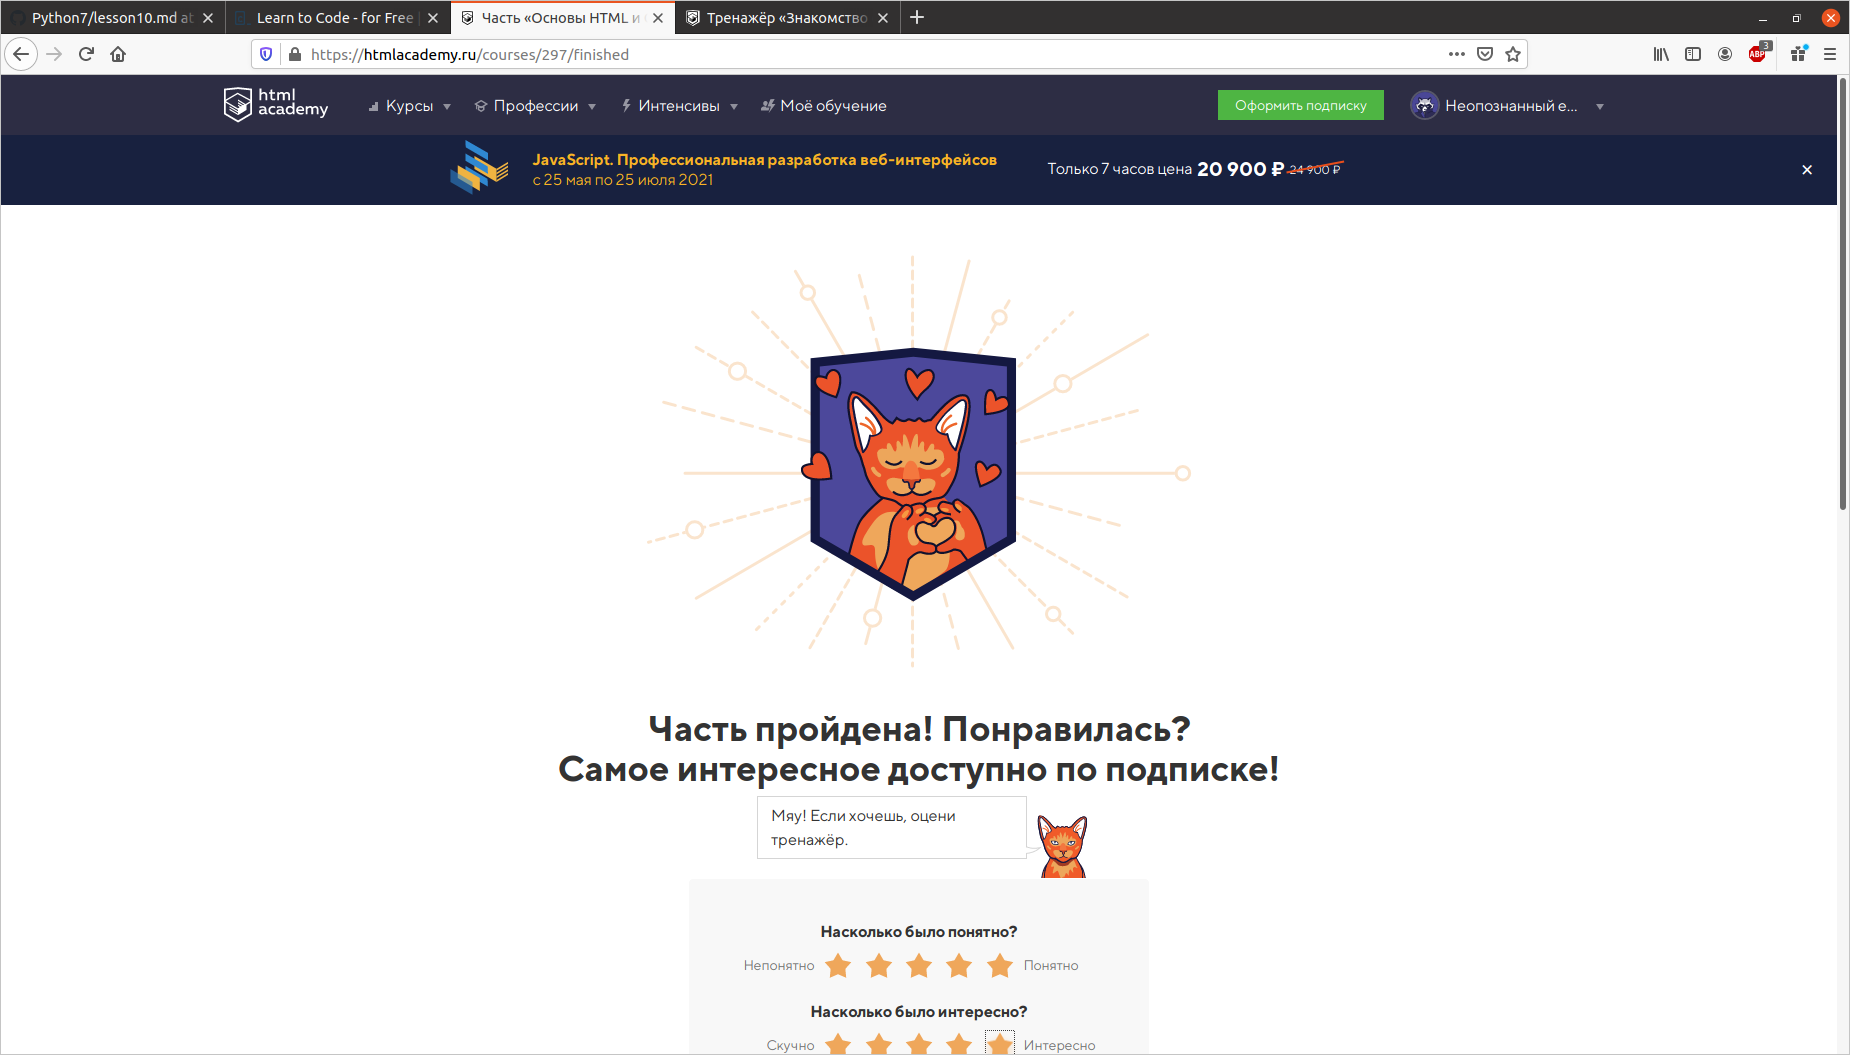 Python7/lesson10.md at
Learn to Code - for Free
Часть «Основы HTML и
Тренажёр «Знакомство
https://htmlacademy.ru/courses/297/finished
ABP
3
html
academy
Курсы
Профессии
Интенсивы
Моё обучение
Оформить подписку
Неопознанный е...
JavaScript. Профессиональная разработка веб-интерфейсов
с 25 мая по 25 июля 2021
Только 7 часов цена 20 900 ₽ 24 900 ₽
Часть пройдена! Понравилась?
Самое интересное доступно по подписке!
Мяу! Если хочешь, оцени
тренажёр.
Насколько было понятно?
Непонятно
Понятно
Насколько было интересно?
Скучно
Интересно